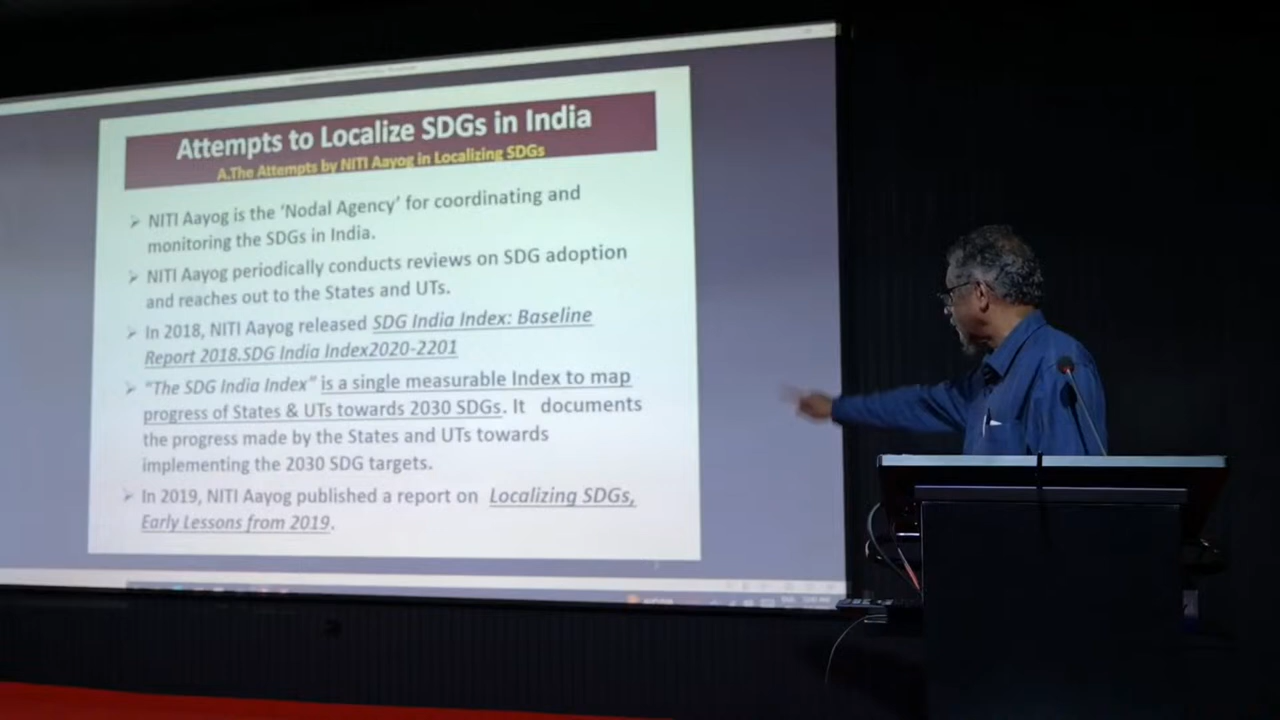 Attempts to Localize SDGs in India
A.The Attempts by NITI Aayog in Localizing SDGs
➢ NITI Aayog is the ‘Nodal Agency’ for coordinating and
monitoring the SDGs in India.
➢ NITI Aayog periodically conducts reviews on SDG adoption
and reaches out to the States and UTs.
➢ In 2018, NITI Aayog released SDG India Index: Baseline
Report 2018.SDG India Index2020-2201
➢ “The SDG India Index” is a single measurable Index to map
progress of States & UTs towards 2030 SDGs. It documents
the progress made by the States and UTs towards
implementing the 2030 SDG targets.
➢ In 2019, NITI Aayog published a report on Localizing SDGs,
Early Lessons from 2019.